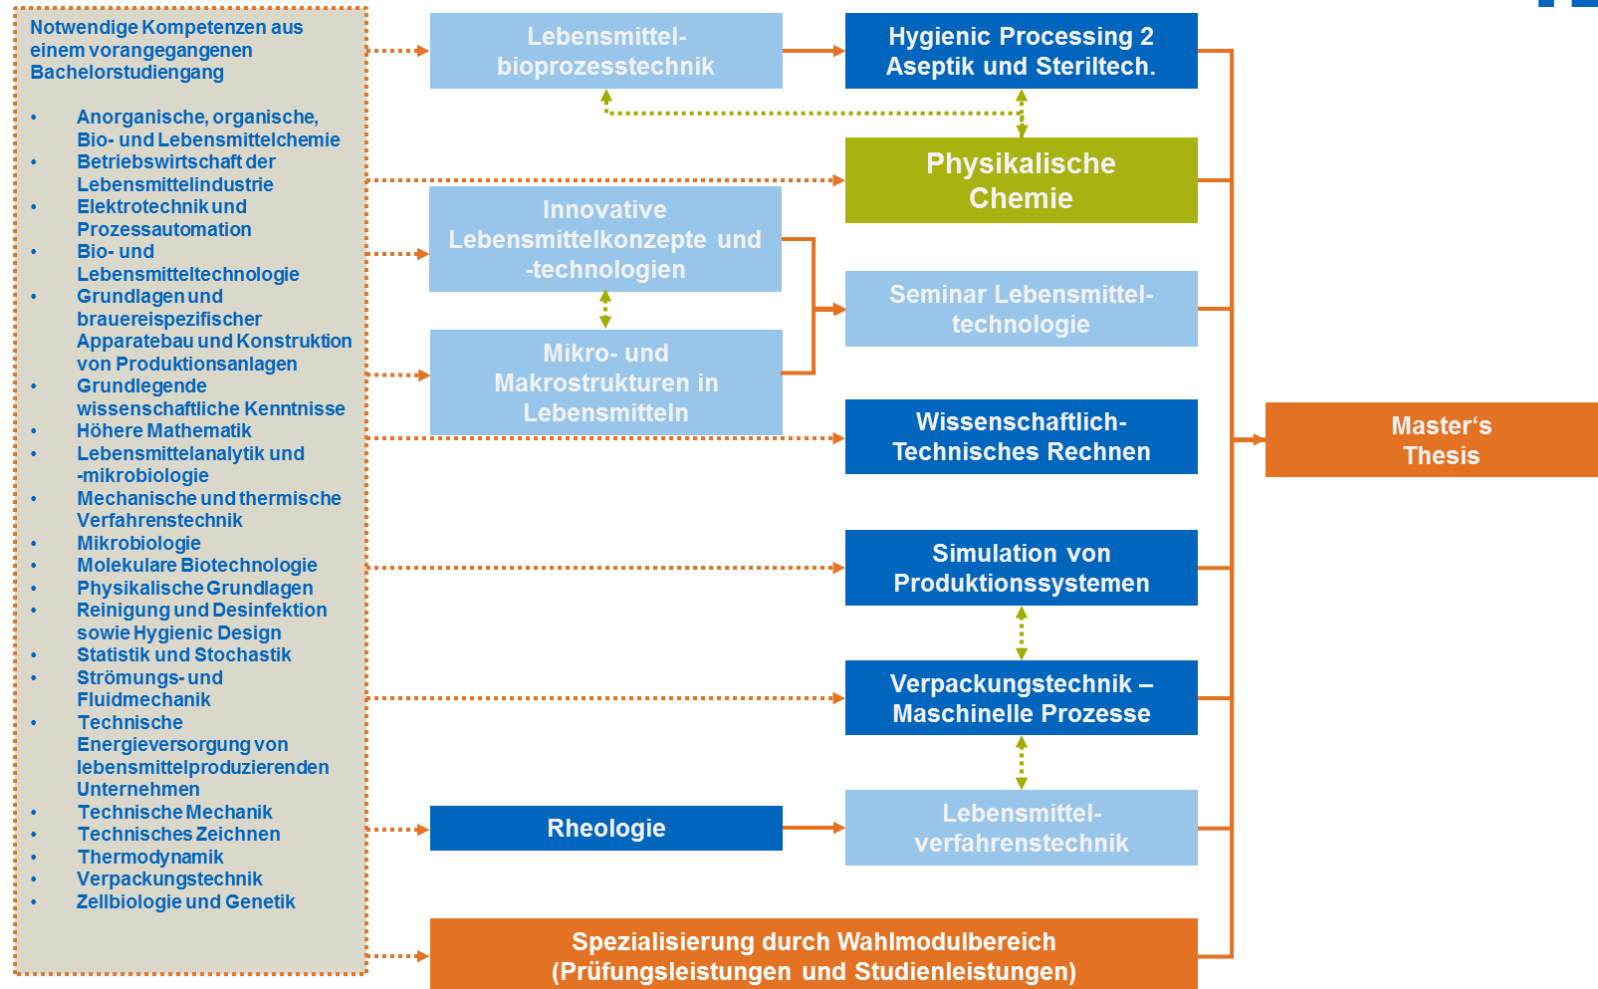 Notwendige Kompetenzen aus
einem vorangegangenen
Bachelorstudiengang
• Anorganische, organische,
Bio- und Lebensmittelchemie
• Betriebswirtschaft der
Lebensmittelindustrie
• Elektrotechnik und
Prozessautomation
• Bio- und
Lebensmitteltechnologie
• Grundlagen und
brauereispezifischer
Apparatebau und Konstruktion
von Produktionsanlagen
• Grundlegende
wissenschaftliche Kenntnisse
• Höhere Mathematik
• Lebensmittelanalytik und
-mikrobiologie
• Mechanische und thermische
Verfahrenstechnik
• Mikrobiologie
• Molekulare Biotechnologie
• Physikalische Grundlagen
• Reinigung und Desinfektion
sowie Hygienic Design
• Statistik und Stochastik
• Strömungs- und
Fluidmechanik
• Technische
Energieversorgung von
lebensmittelproduzierenden
Unternehmen
• Technische Mechanik
• Technisches Zeichnen
• Thermodynamik
• Verpackungstechnik
• Zellbiologie und Genetik
Lebensmittel-
bioprozesstechnik
Hygienic Processing 2
Aseptik und Steriltech.
Physikalische
Chemie
Innovative
Lebensmittelkonzepte und
-technologien
Seminar Lebensmittel-
technologie
Mikro- und
Makrostrukturen in
Lebensmitteln
Wissenschaftlich-
Technisches Rechnen
Master‘s
Thesis
Simulation von
Produktionssystemen
Verpackungstechnik –
Maschinelle Prozesse
Rheologie
Lebensmittel-
verfahrenstechnik
Spezialisierung durch Wahlmodulbereich
(Prüfungsleistungen und Studienleistungen)